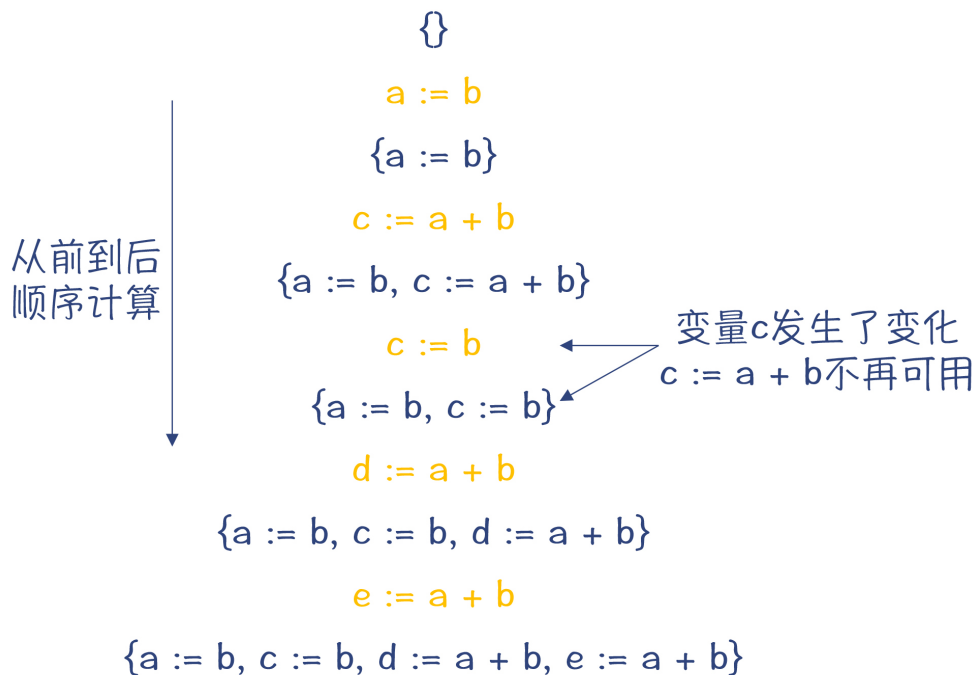 {}
a := b
{a := b}
c := a + b
从前到后
顺序计算
{a := b, c := a + b}
c := b
变量c发生了变化
c := a + b不再可用
{a := b, c := b}
d := a + b
{a := b, c := b, d := a + b}
e := a + b
{a := b, c := b, d := a + b, e := a + b}